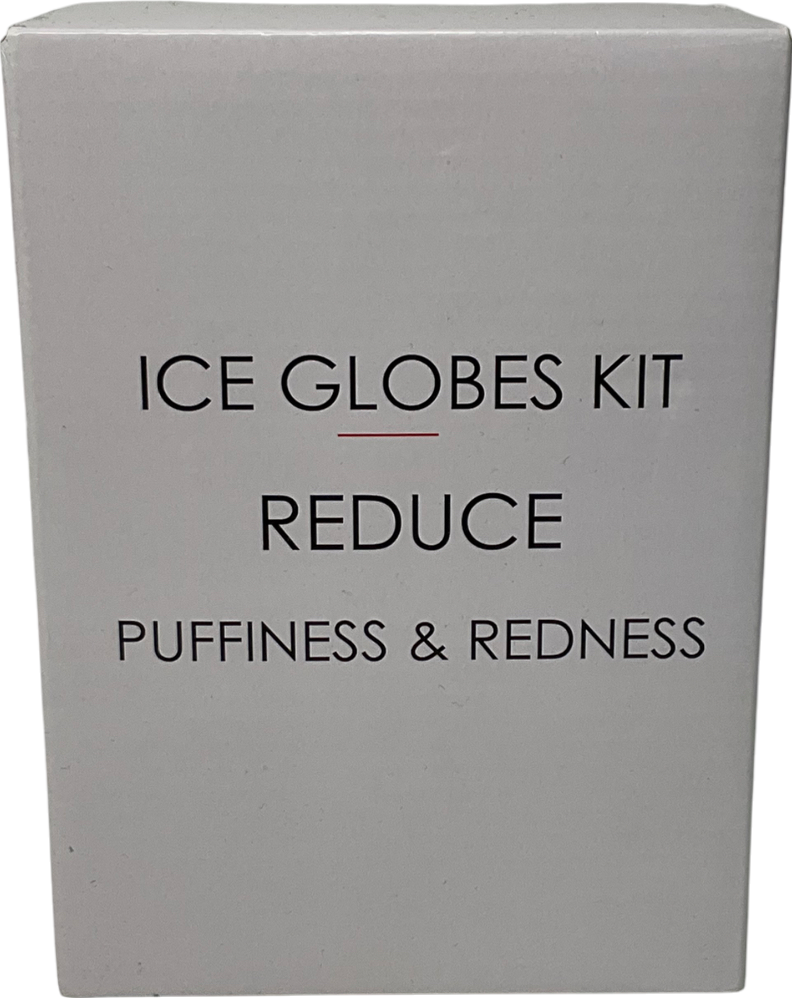 ICE GLOBES KIT
REDUCE
PUFFINESS & REDNESS